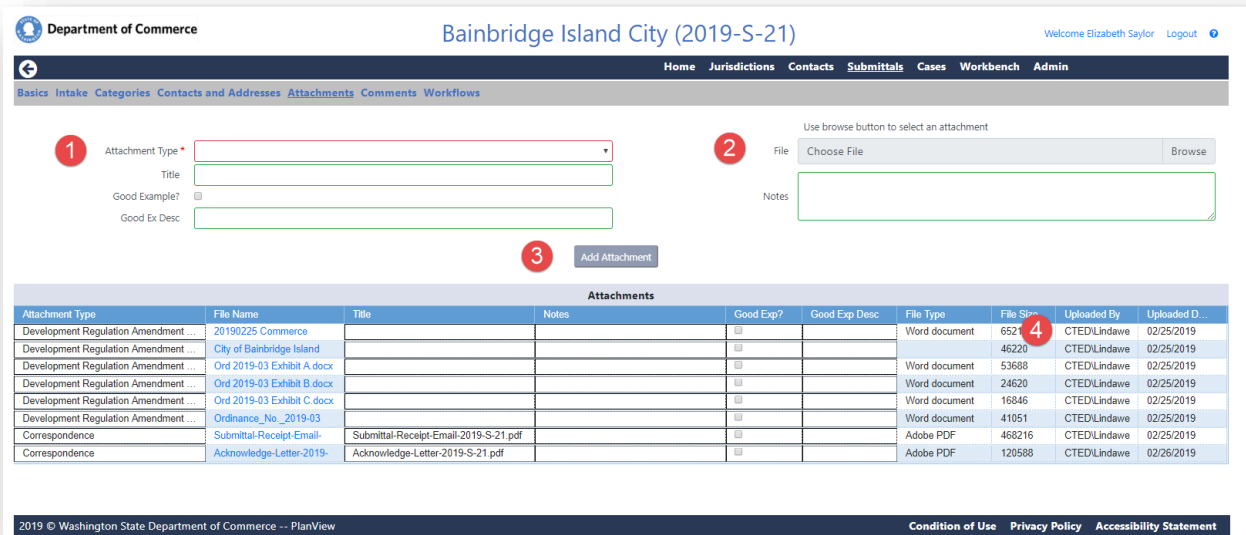 Department of Commerce
Bainbridge Island City (2019-S-21)
Welcome Elizabeth Saylor Logout ?
Home Jurisdictions Contacts Submittals Cases Workbench Admin
Basics Intake Categories Contacts and Addresses Attachments Comments Workflows
Use browse button to select an attachment
1 Attachment Type * 2 File Choose File Browse
Title
Good Example? Notes
Good Ex Desc
3 Add Attachment
Attachments
Attachment Type File Name Title Notes Good Exp? Good Exp Desc File Type File Size Uploaded By Uploaded D...
Development Regulation Amendment ... 20190225 Commerce Word document 6521 4 CTED\Lindawe 02/25/2019
Development Regulation Amendment ... City of Bainbridge Island 46220 CTED\Lindawe 02/25/2019
Development Regulation Amendment ... Ord 2019-03 Exhibit A.docx Word document 53688 CTED\Lindawe 02/25/2019
Development Regulation Amendment ... Ord 2019-03 Exhibit B.docx Word document 24620 CTED\Lindawe 02/25/2019
Development Regulation Amendment ... Ord 2019-03 Exhibit C.docx Word document 16846 CTED\Lindawe 02/25/2019
Development Regulation Amendment ... Ordinance_No._2019-03 Word document 41051 CTED\Lindawe 02/25/2019
Correspondence Submittal-Receipt-Email- Submittal-Receipt-Email-2019-S-21.pdf Adobe PDF 468216 CTED\Lindawe 02/25/2019
Correspondence Acknowledge-Letter-2019- Acknowledge-Letter-2019-S-21.pdf Adobe PDF 120588 CTED\Lindawe 02/26/2019
2019 © Washington State Department of Commerce -- PlanView Condition of Use Privacy Policy Accessibility Statement